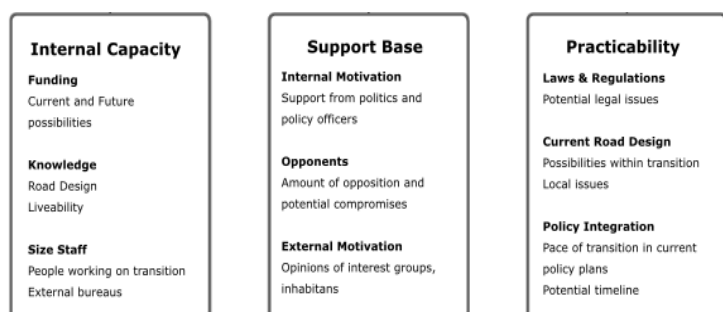 Internal Capacity
Funding
Current and Future
possibilities
Knowledge
Road Design
Liveability
Size Staff
People working on transition
External bureaus
Support Base
Internal Motivation
Support from politics and
policy officers
Opponents
Amount of opposition and
potential compromises
External Motivation
Opinions of interest groups,
inhabitans
Practicability
Laws & Regulations
Potential legal issues
Current Road Design
Possibilities within transition
Local issues
Policy Integration
Pace of transition in current
policy plans
Potential timeline